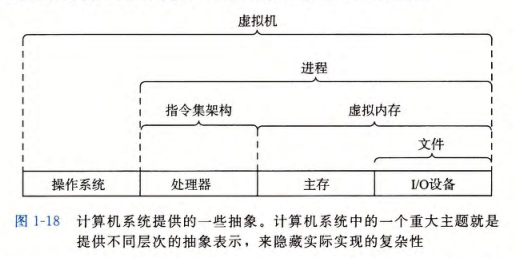 虚拟机
进程
指令集架构 虚拟内存
文件
操作系统 处理器 主存 I/O设备
图 1-18 计算机系统提供的一些抽象。计算机系统中的一个重大主题就是
提供不同层次的抽象表示，来隐藏实际实现的复杂性